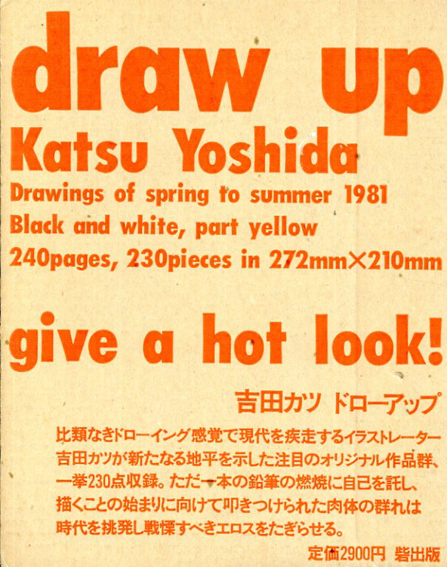 draw up
Katsu Yoshida
Drawings of spring to summer 1981
Black and white, part yellow
240pages, 230pieces in 272mm×210mm
give a hot look!
吉田カツ ドローアップ
比類なきドローイング感覚で現代を疾走するイラストレーター
吉田カツが新たなる地平を示した注目のオリジナル作品群、
一挙230点収録。ただ一本の鉛筆の燃焼に自己を託し、
描くことの始まりに向けて叩きつけられた肉体の群れは
時代を挑発し戦慄すべきエロスをたぎらせる。
定価2900円 砦出版